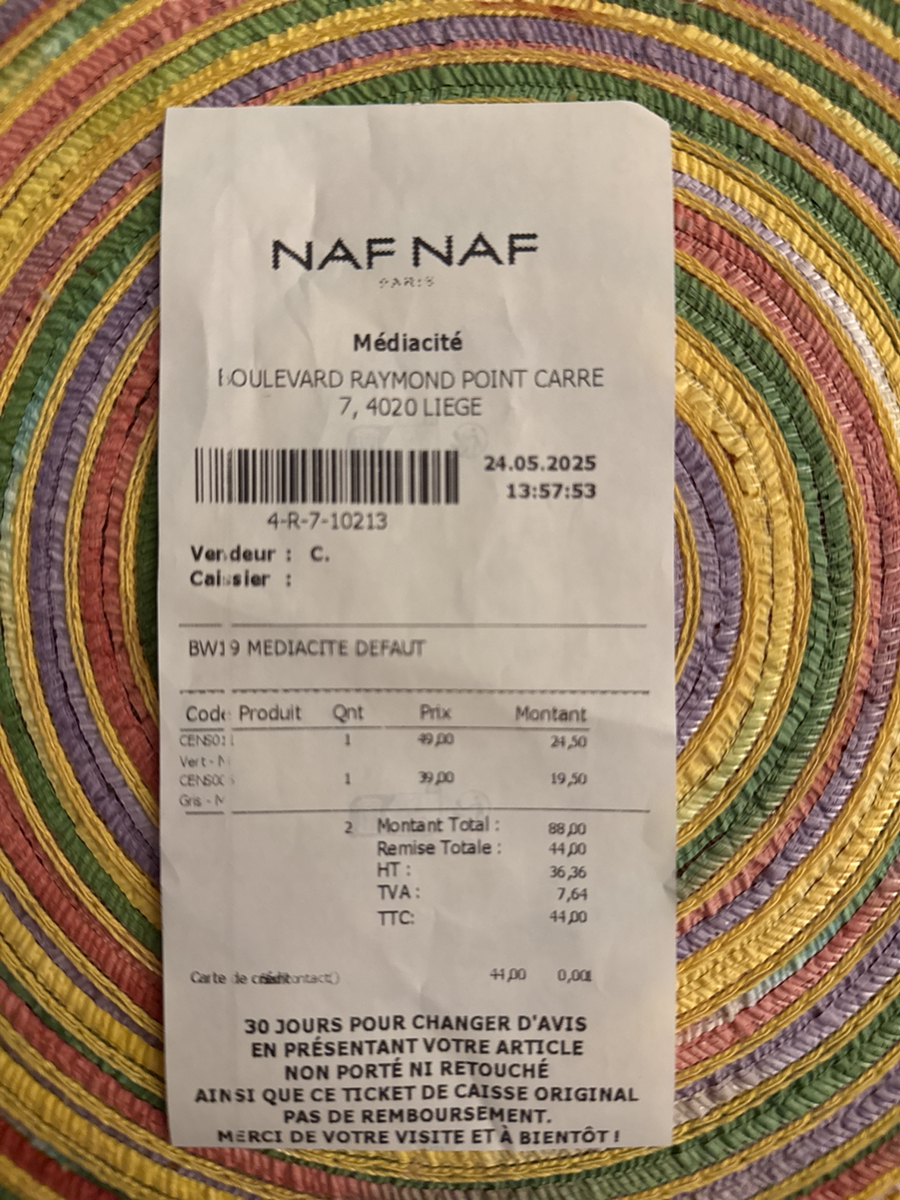 NAF NAF
PARIS
Médiacité
BOULEVARD RAYMOND POINT CARRE
7, 4020 LIEGE
24.05.2025
13:57:53
4-R-7-10213
Vendeur : C.
Caissier :
BW19 MEDIACITE DEFAUT
Code Produit Qnt Prix Montant
1 49,00 24,50
Vert -
1 39,00 19,50
Gris -
2 Montant Total : 88,00
Remise Totale : 44,00
HT : 36,36
TVA : 7,64
TTC: 44,00
Carte de 44,00 0,00
30 JOURS POUR CHANGER D'AVIS
EN PRÉSENTANT VOTRE ARTICLE
NON PORTÉ NI RETOUCHÉ
AINSI QUE CE TICKET DE CAISSE ORIGINAL
PAS DE REMBOURSEMENT.
MERCI DE VOTRE VISITE ET À BIENTÔT !